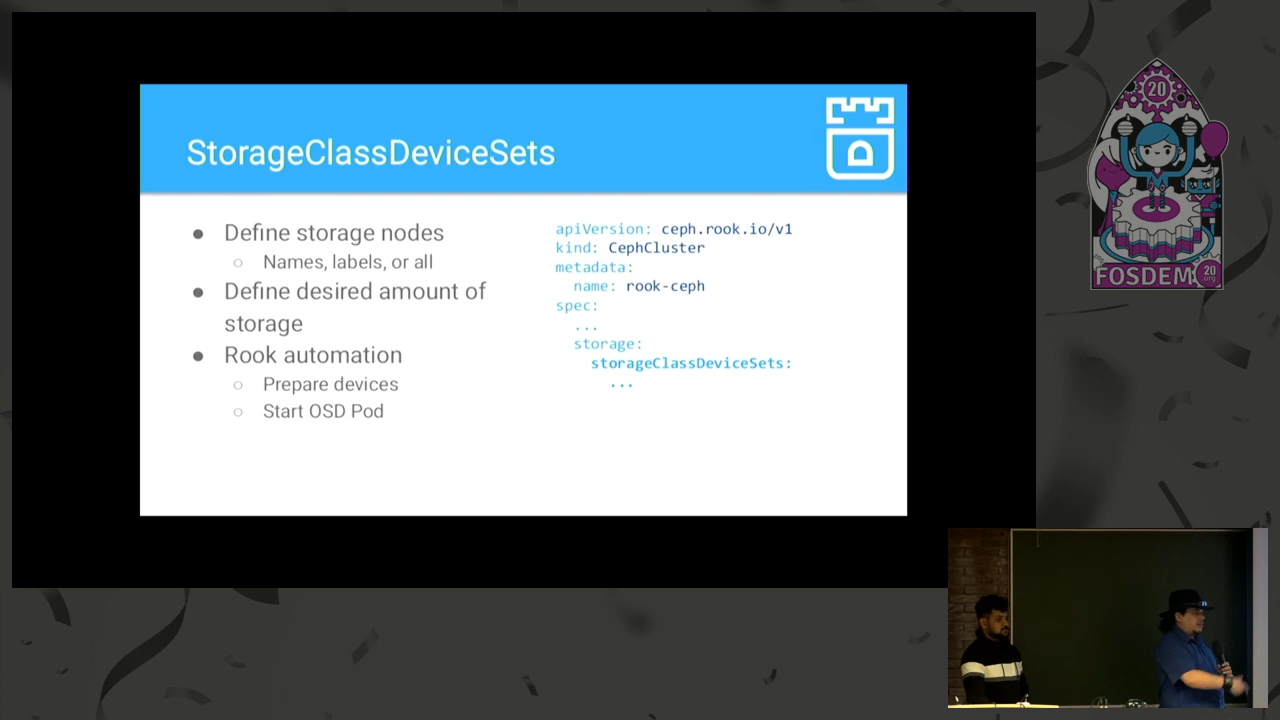 StorageClassDeviceSets
● Define storage nodes
○ Names, labels, or all
● Define desired amount of
storage
● Rook automation
○ Prepare devices
○ Start OSD Pod
apiVersion: ceph.rook.io/v1
kind: CephCluster
metadata:
name: rook-ceph
spec:
...
storage:
storageClassDeviceSets:
...
20
FOSDEM
20
org